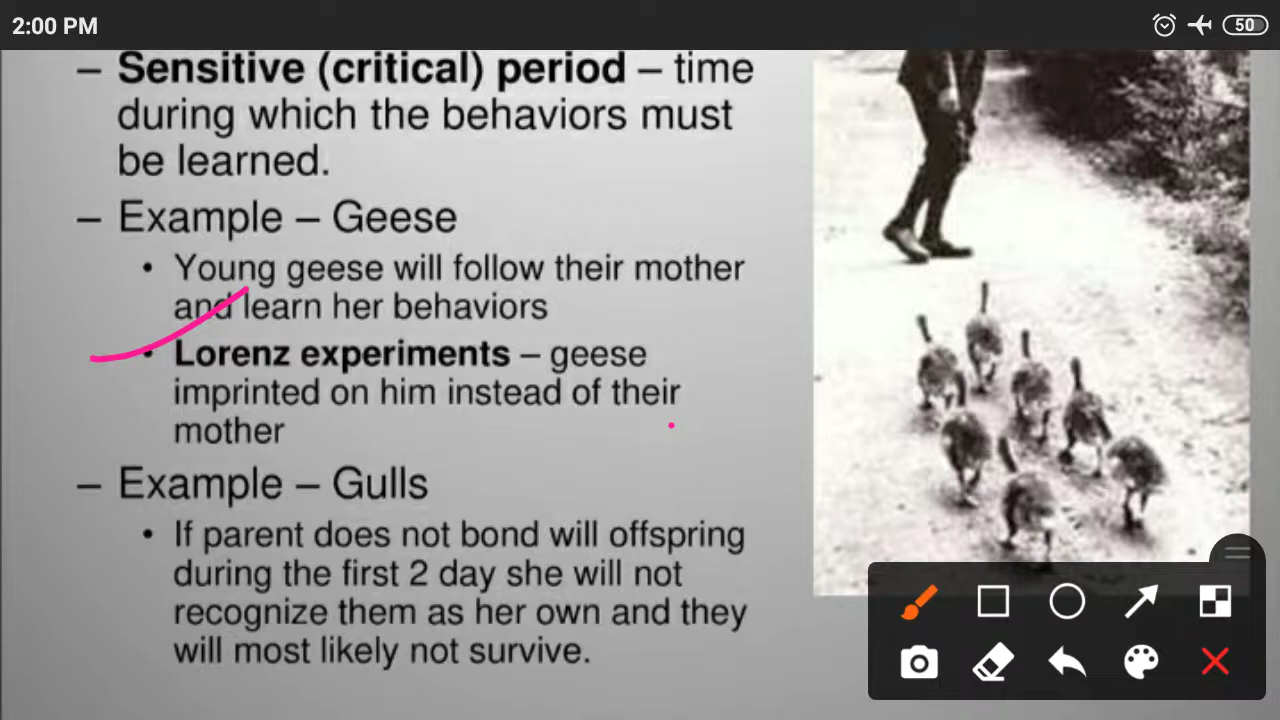 2:00 PM
50
– Sensitive (critical) period – time
during which the behaviors must
be learned.
– Example – Geese
• Young geese will follow their mother
and learn her behaviors
• Lorenz experiments – geese
imprinted on him instead of their
mother
– Example – Gulls
• If parent does not bond will offspring
during the first 2 day she will not
recognize them as her own and they
will most likely not survive.